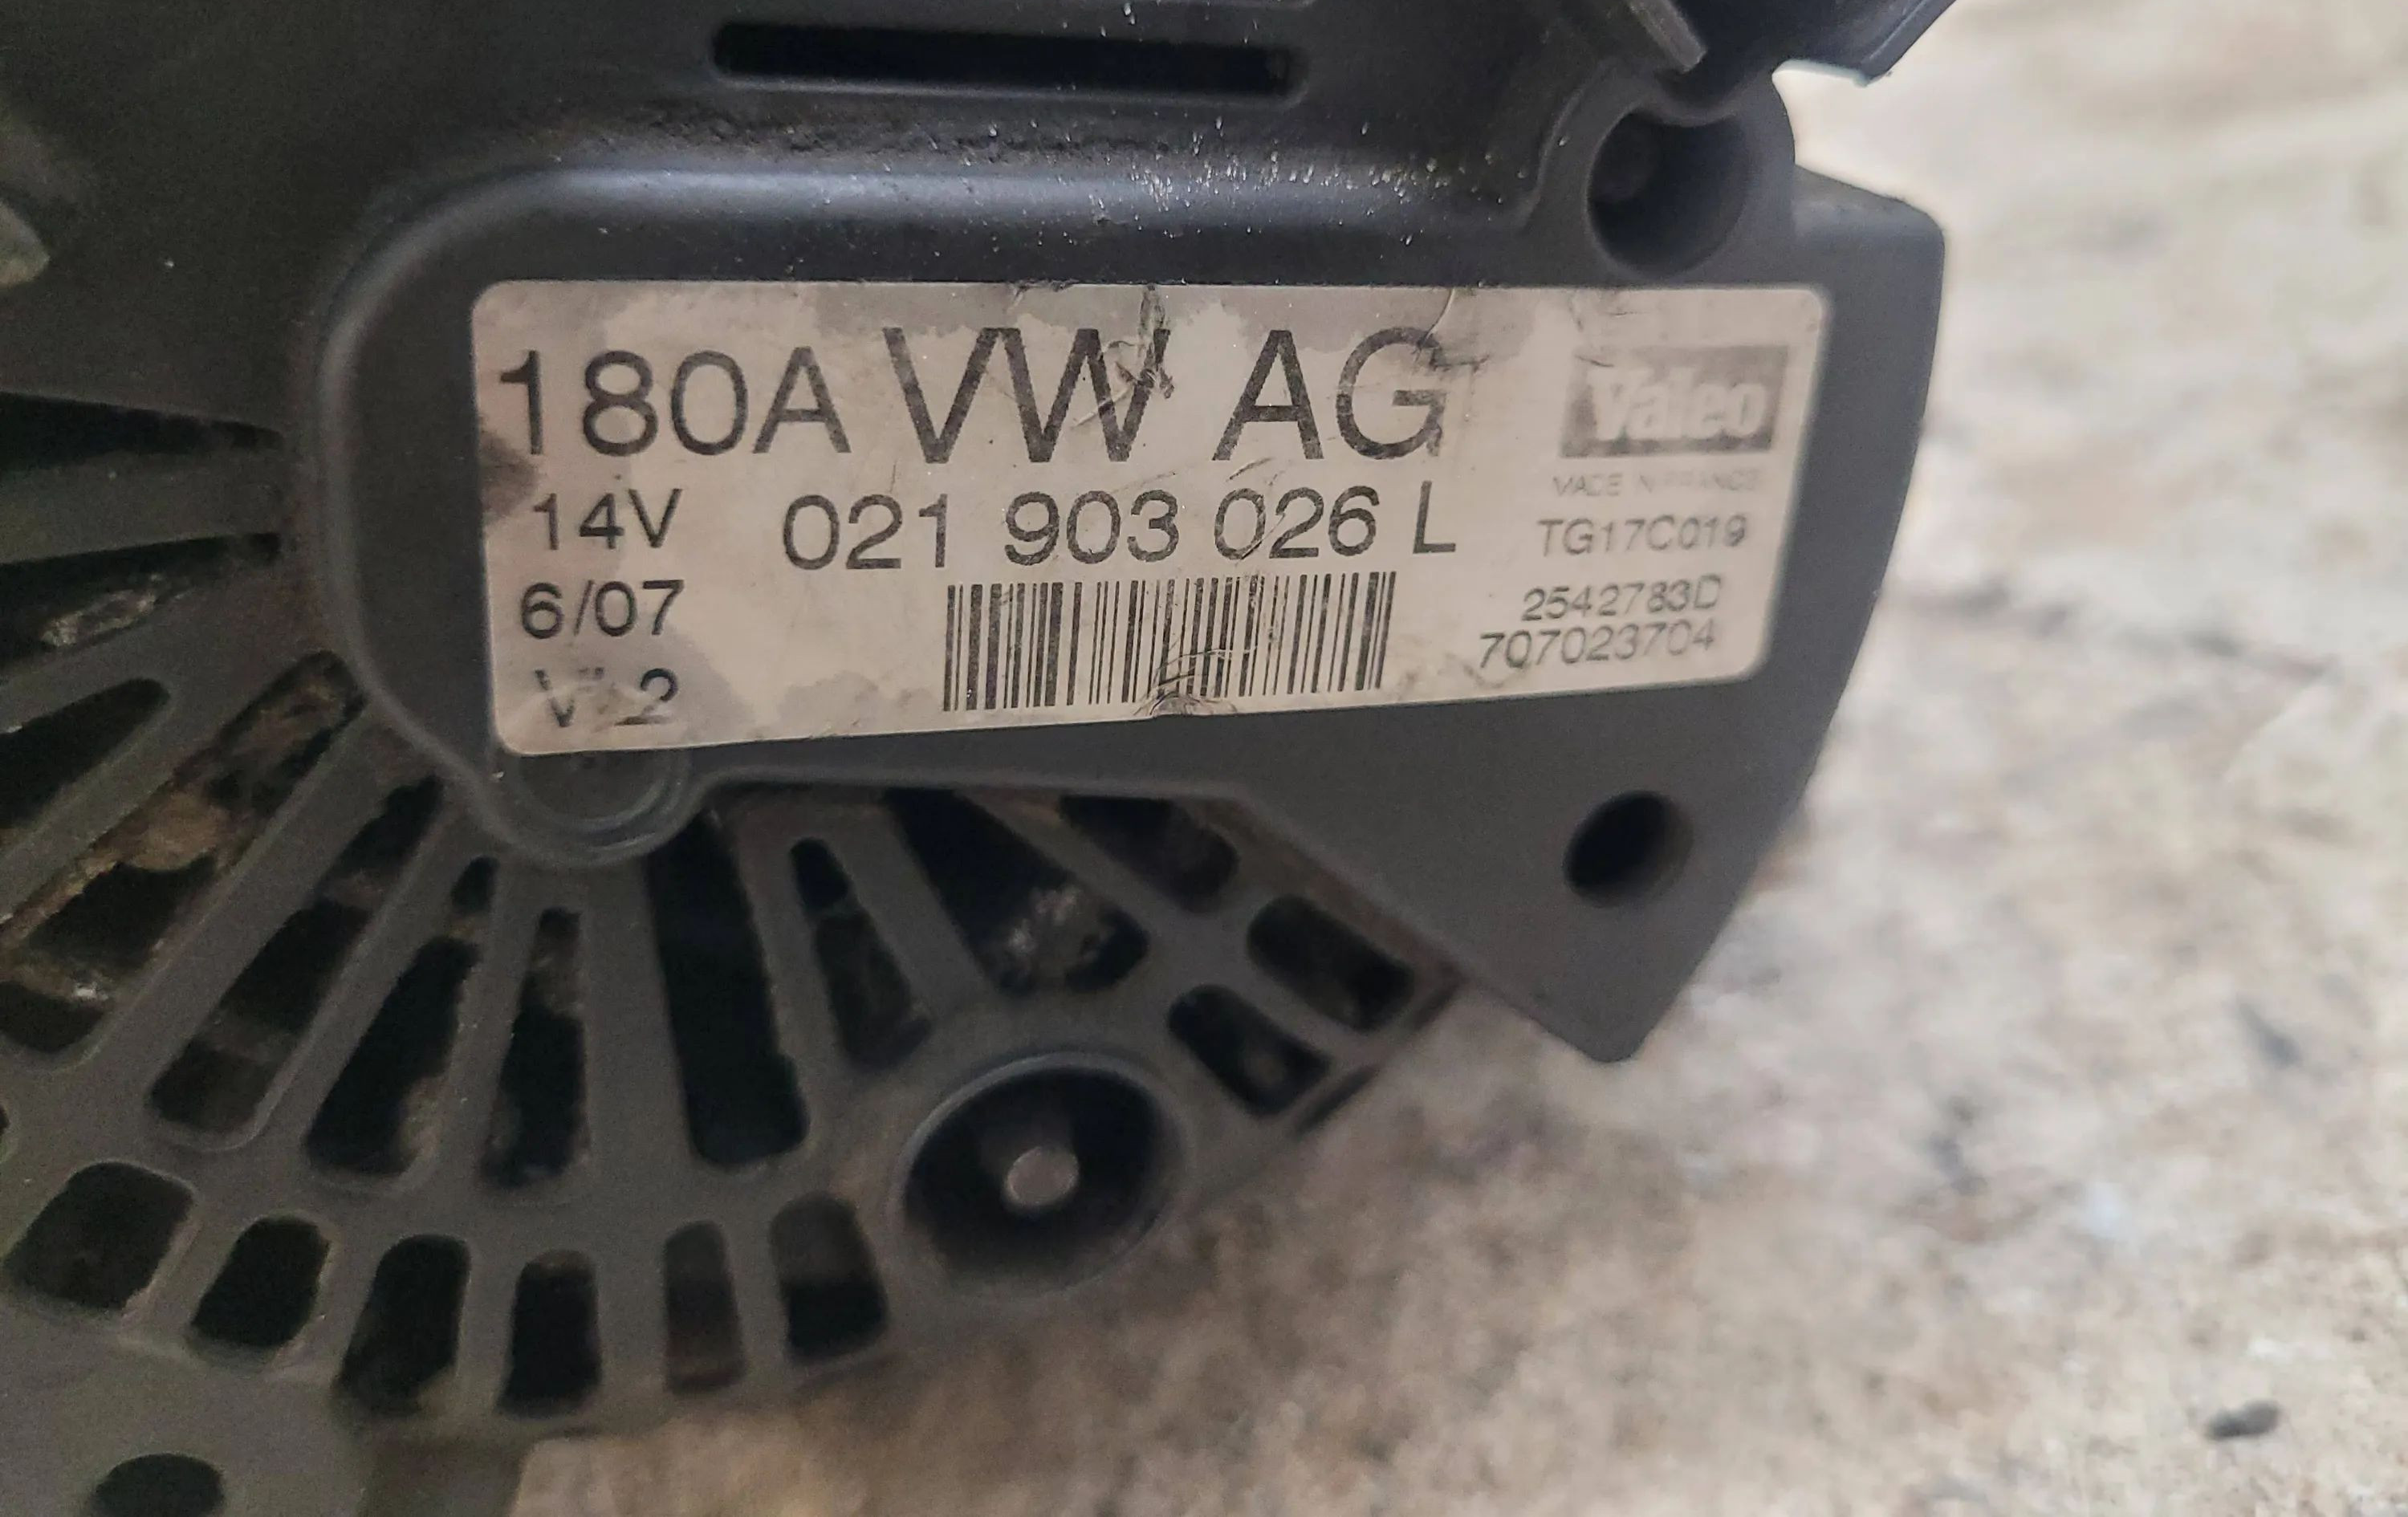 180A VW AG
Valeo
MADE IN FRANCE
14V 021 903 026 L
TG17C019
6/07
2542783D
707023704